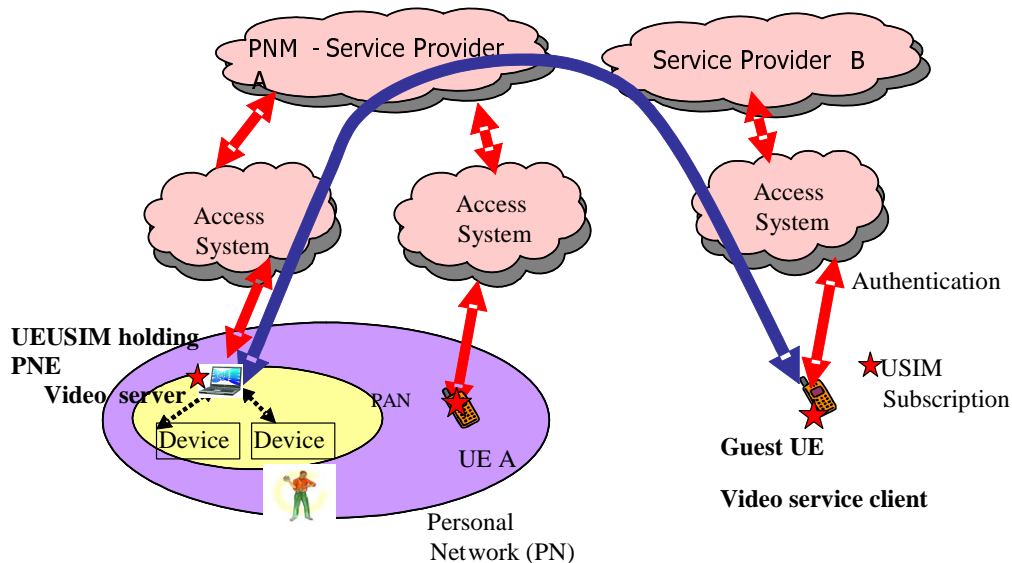 PNM - Service Provider
A
Service Provider B
Access
System
Access
System
Access
System
Authentication
UEUSIM holding
PNE
Video server
PAN
Device
Device
UE A
USIM
Subscription
Guest UE
Video service client
Personal
Network (PN)